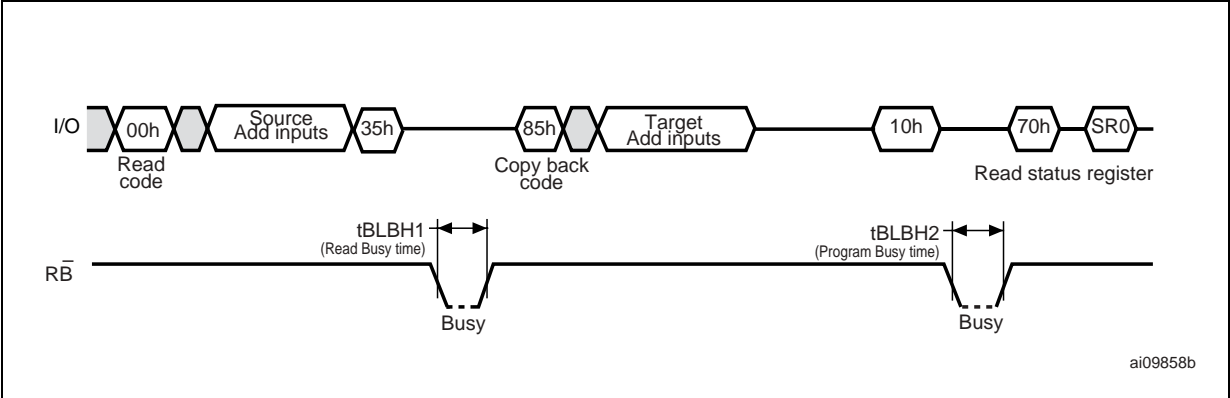 I/O
00h
Source
Add inputs
35h
85h
Target
Add inputs
10h
70h
SR0
Read
code
Copy back
code
Read status register
tBLBH1
(Read Busy time)
tBLBH2
(Program Busy time)
RB̅
Busy
Busy
ai09858b